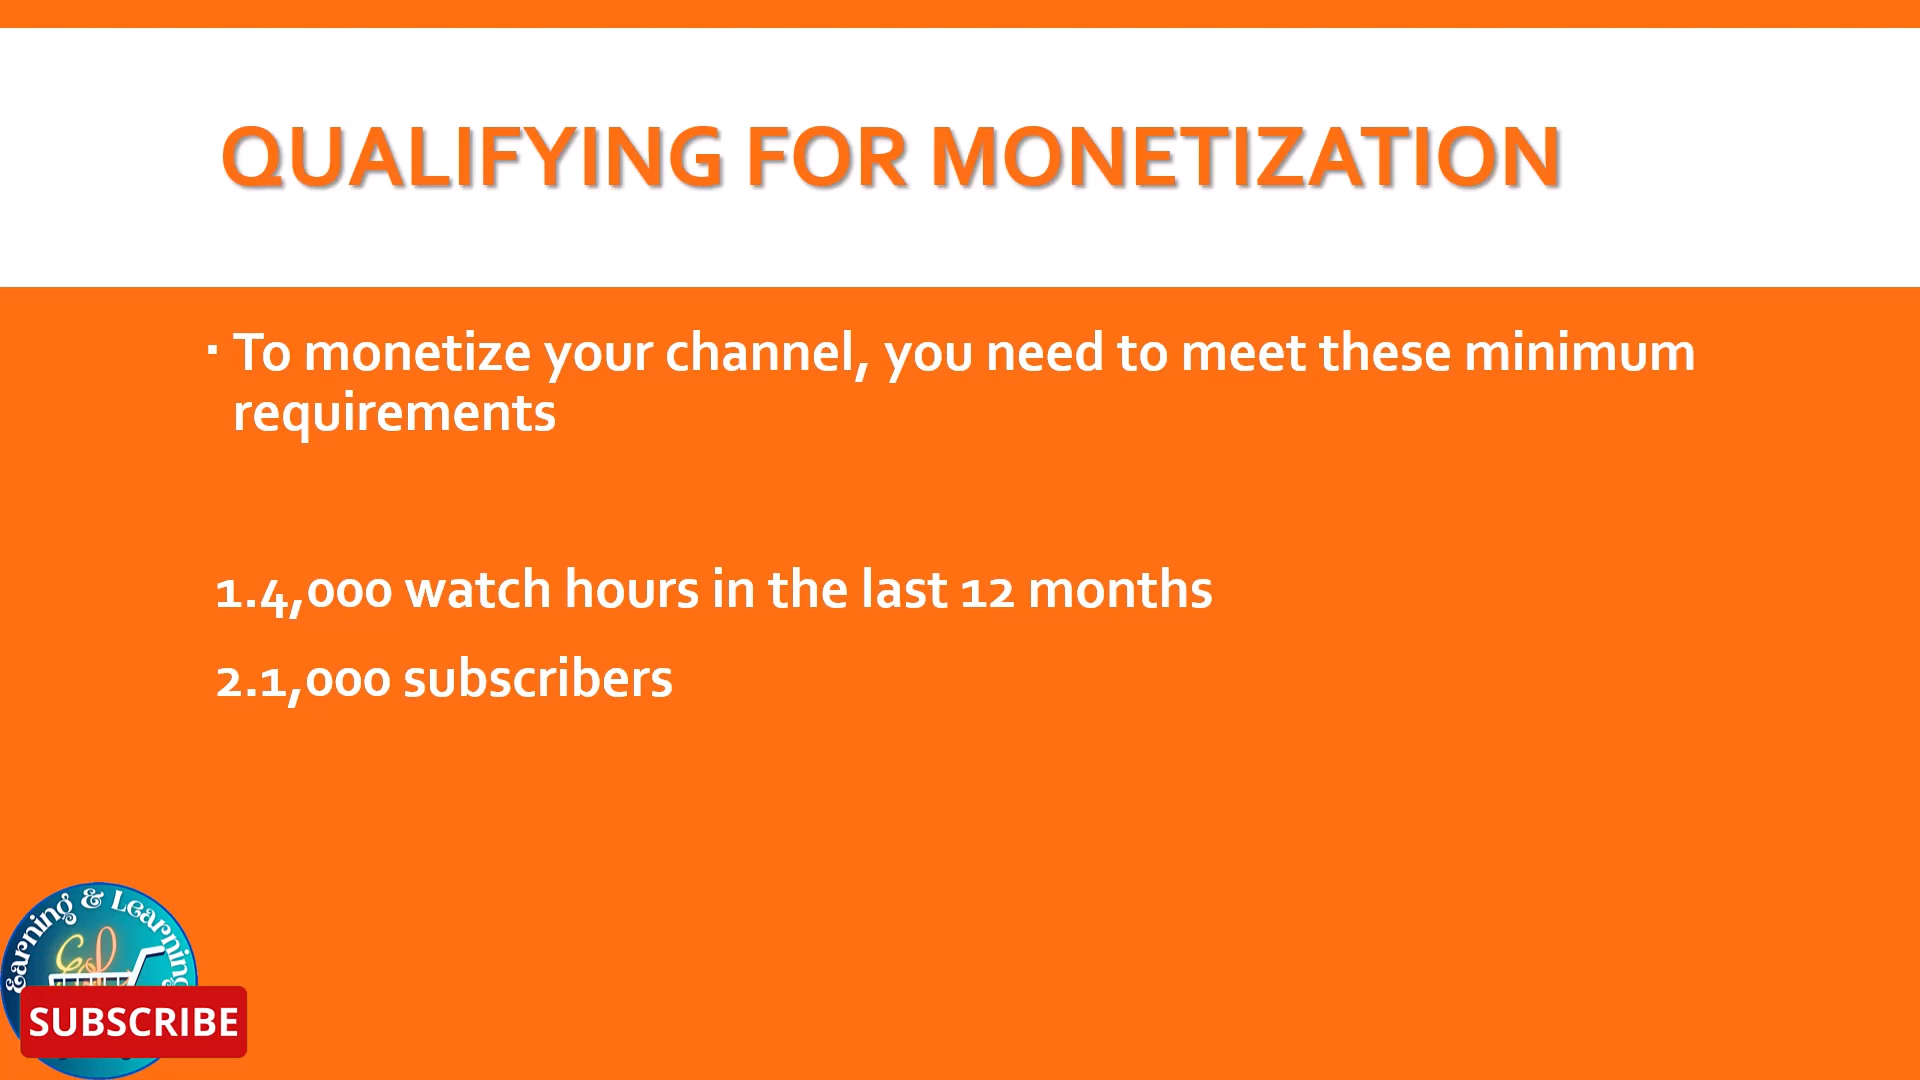 QUALIFYING FOR MONETIZATION
▪ To monetize your channel, you need to meet these minimum
requirements
1.4,000 watch hours in the last 12 months
2.1,000 subscribers
Earning & Learning
Eal
SUBSCRIBE